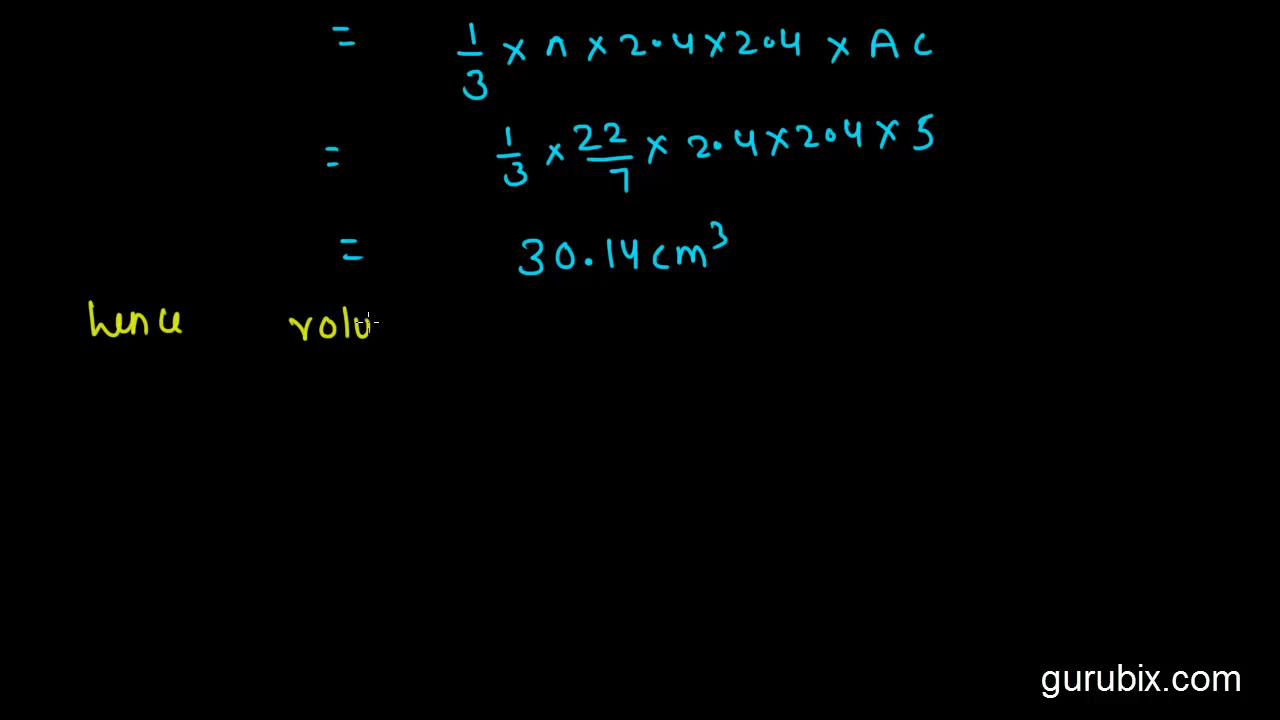 = 1/3 × π × 2.4 × 2.4 × AC
= 1/3 × 22/7 × 2.4 × 2.4 × 5
= 30.14 cm³
hence volu
gurubix.com